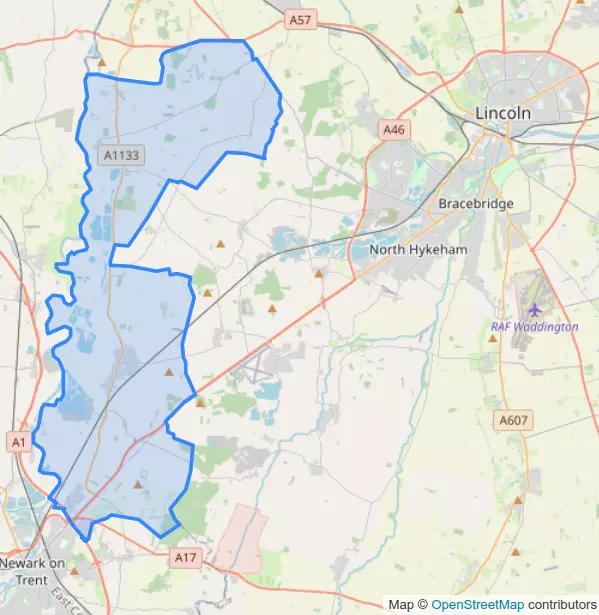 A57
Lincoln
A46
A1133
Bracebridge
North Hykeham
RAF Waddington
A607
A1
Newark on
Trent
A17
East Co
Map © OpenStreetMap contributors